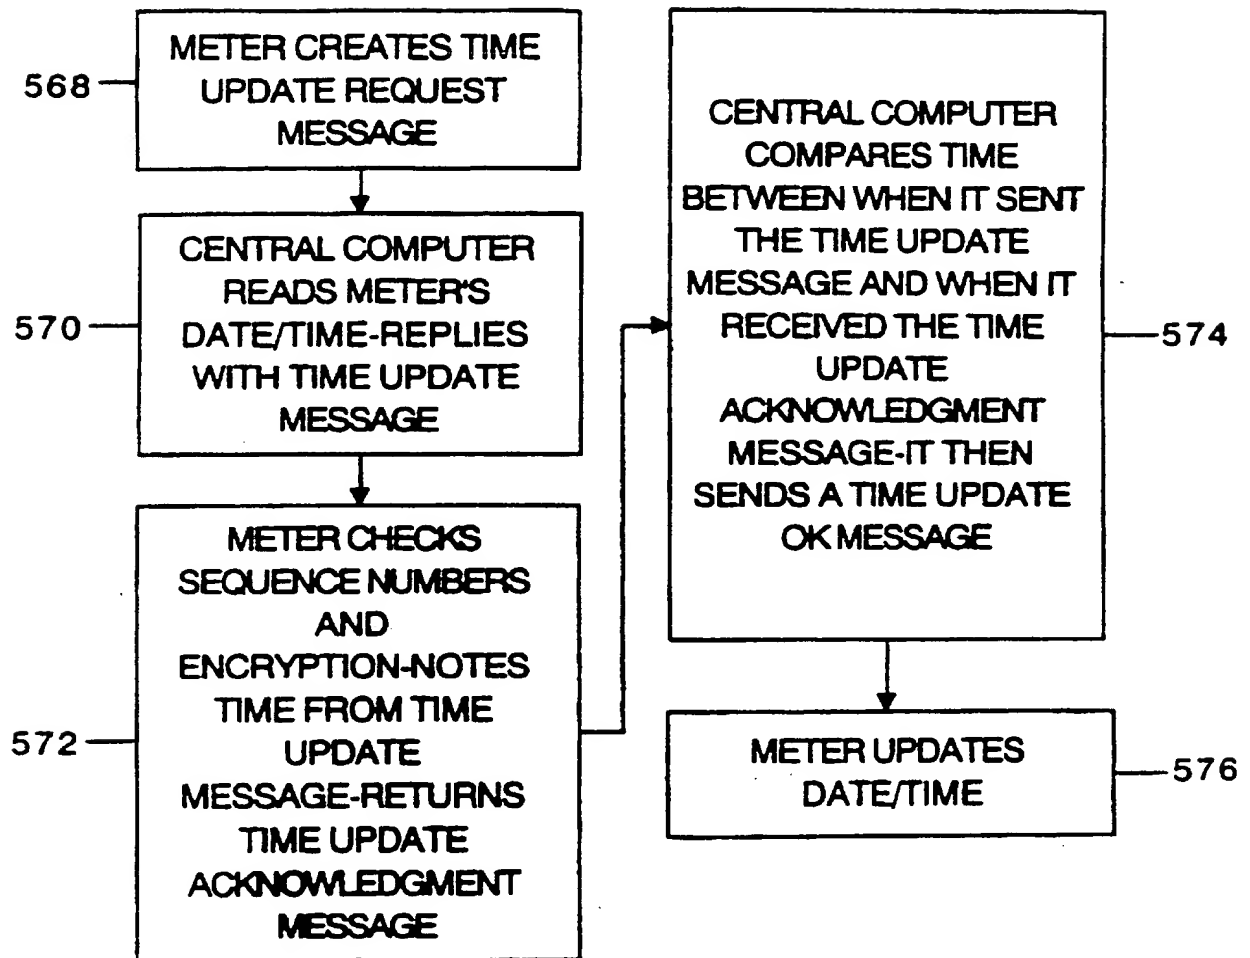 568
METER CREATES TIME
UPDATE REQUEST
MESSAGE
570
CENTRAL COMPUTER
READS METER'S
DATE/TIME-REPLIES
WITH TIME UPDATE
MESSAGE
572
METER CHECKS
SEQUENCE NUMBERS
AND
ENCRYPTION-NOTES
TIME FROM TIME
UPDATE
MESSAGE-RETURNS
TIME UPDATE
ACKNOWLEDGMENT
MESSAGE
CENTRAL COMPUTER
COMPARES TIME
BETWEEN WHEN IT SENT
THE TIME UPDATE
MESSAGE AND WHEN IT
RECEIVED THE TIME
UPDATE
ACKNOWLEDGMENT
MESSAGE-IT THEN
SENDS A TIME UPDATE
OK MESSAGE
574
METER UPDATES
DATE/TIME
576